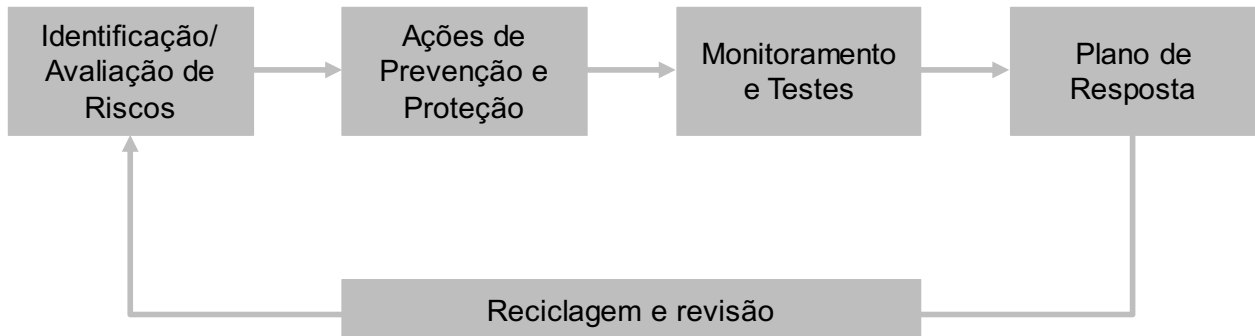 Identificação/
Avaliação de
Riscos
Ações de
Prevenção e
Proteção
Monitoramento
e Testes
Plano de
Resposta
Reciclagem e revisão